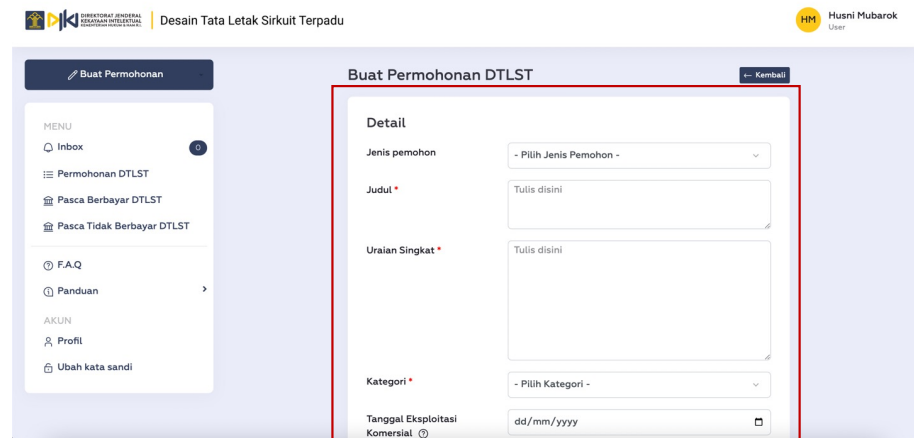 DIREKTORAT JENDERAL
KEKAYAAN INTELEKTUAL
KEMENTERIAN HUKUM & HAM R.I.
Desain Tata Letak Sirkuit Terpadu
HM
Husni Mubarok
User
Buat Permohonan
MENU
Inbox
0
Permohonan DTLST
Pasca Berbayar DTLST
Pasca Tidak Berbayar DTLST
F.A.Q
Panduan
AKUN
Profil
Ubah kata sandi
Buat Permohonan DTLST
← Kembali
Detail
Jenis pemohon
- Pilih Jenis Pemohon -
Judul *
Tulis disini
Uraian Singkat *
Tulis disini
Kategori *
- Pilih Kategori -
Tanggal Eksploitasi
Komersial
dd/mm/yyyy